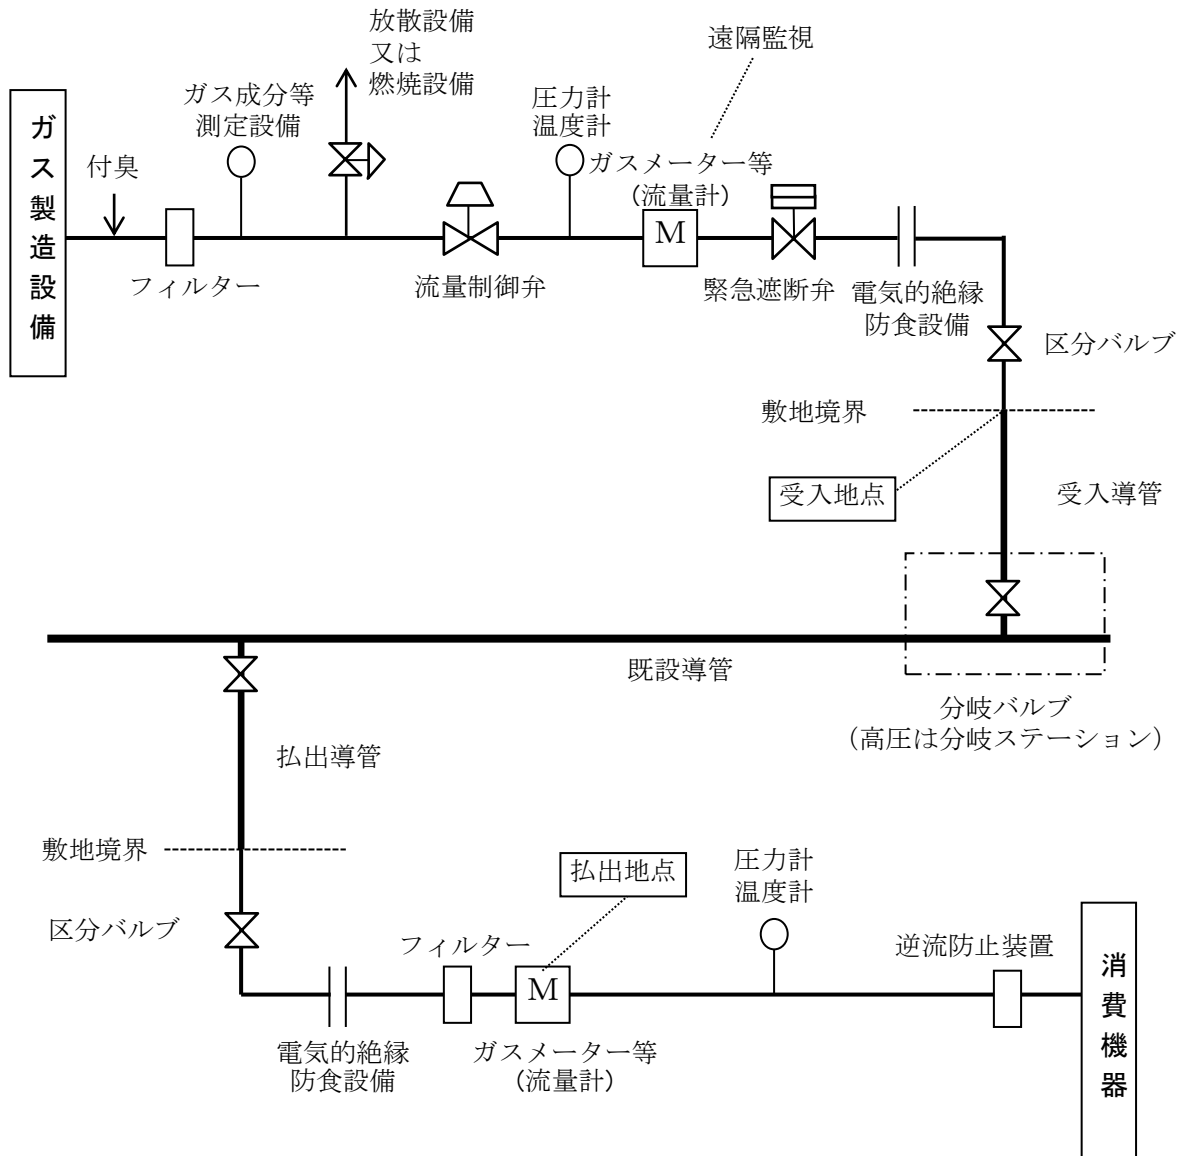 放散設備
又は
燃焼設備
遠隔監視
ガス成分等
測定設備
圧力計
温度計
ガス製造設備
付臭
ガスメーター等
(流量計)
M
フィルター
流量制御弁
緊急遮断弁
電気的絶縁
防食設備
区分バルブ
敷地境界
受入地点
受入導管
既設導管
分岐バルブ
(高圧は分岐ステーション)
払出導管
敷地境界
払出地点
圧力計
温度計
区分バルブ
フィルター
逆流防止装置
M
消費機器
電気的絶縁
防食設備
ガスメーター等
(流量計)